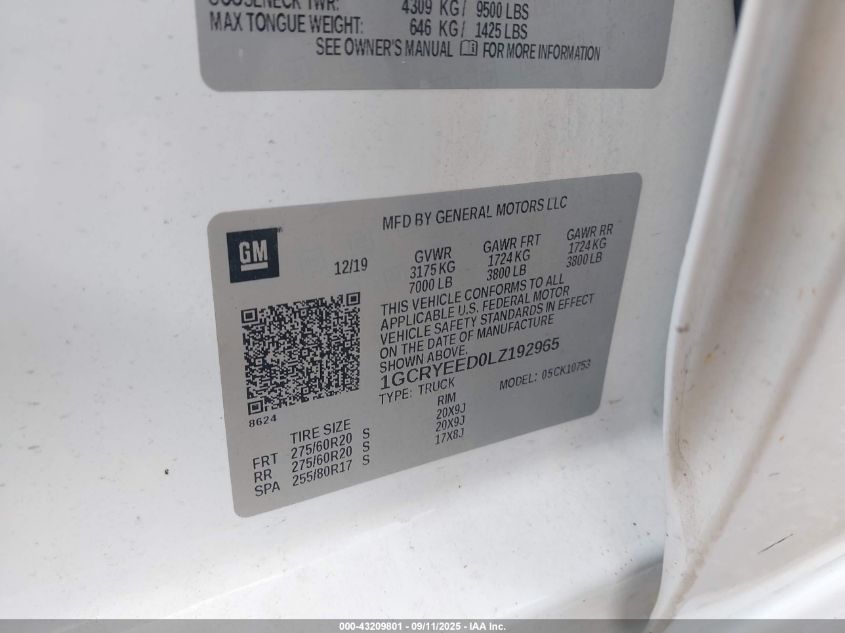 GOOSENECK TWR: 4309 KG/ 9500 LBS
MAX TONGUE WEIGHT: 646 KG/ 1425 LBS
SEE OWNER'S MANUAL FOR MORE INFORMATION
MFD BY GENERAL MOTORS LLC
GM
12/19
GVWR GAWR FRT GAWR RR
3175 KG 1724 KG 1724 KG
7000 LB 3800 LB 3800 LB
THIS VEHICLE CONFORMS TO ALL
APPLICABLE U.S. FEDERAL MOTOR
VEHICLE SAFETY STANDARDS IN EFFECT
ON THE DATE OF MANUFACTURE
SHOWN ABOVE.
1GCRYEED0LZ192965
TYPE: TRUCK MODEL: 05CK10753
8624
TIRE SIZE RIM
FRT 275/60R20 S 20X9J
RR 275/60R20 S 20X9J
SPA 255/80R17 S 17X8J
000-43209801 - 09/11/2025 - IAA Inc.